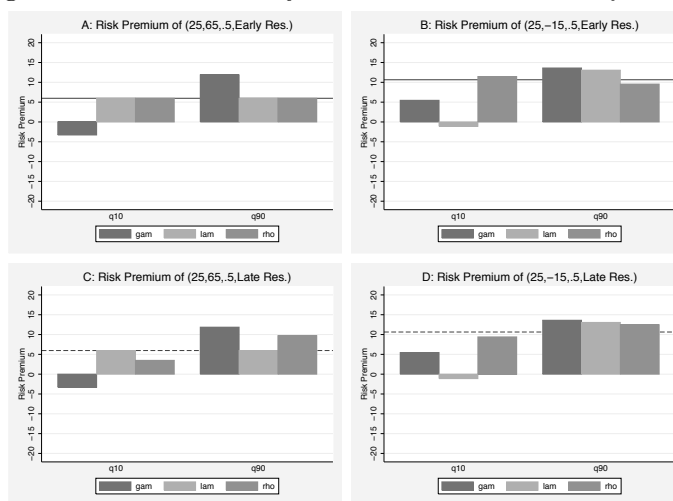 A: Risk Premium of (25,65,.5,Early Res.)
Risk Premium
20
15
10
5
0
−5
−10
−15
−20
q10 q90
gam lam rho
B: Risk Premium of (25,−15,.5,Early Res.)
Risk Premium
20
15
10
5
0
−5
−10
−15
−20
q10 q90
gam lam rho
C: Risk Premium of (25,65,.5,Late Res.)
Risk Premium
20
15
10
5
0
−5
−10
−15
−20
q10 q90
gam lam rho
D: Risk Premium of (25,−15,.5,Late Res.)
Risk Premium
20
15
10
5
0
−5
−10
−15
−20
q10 q90
gam lam rho